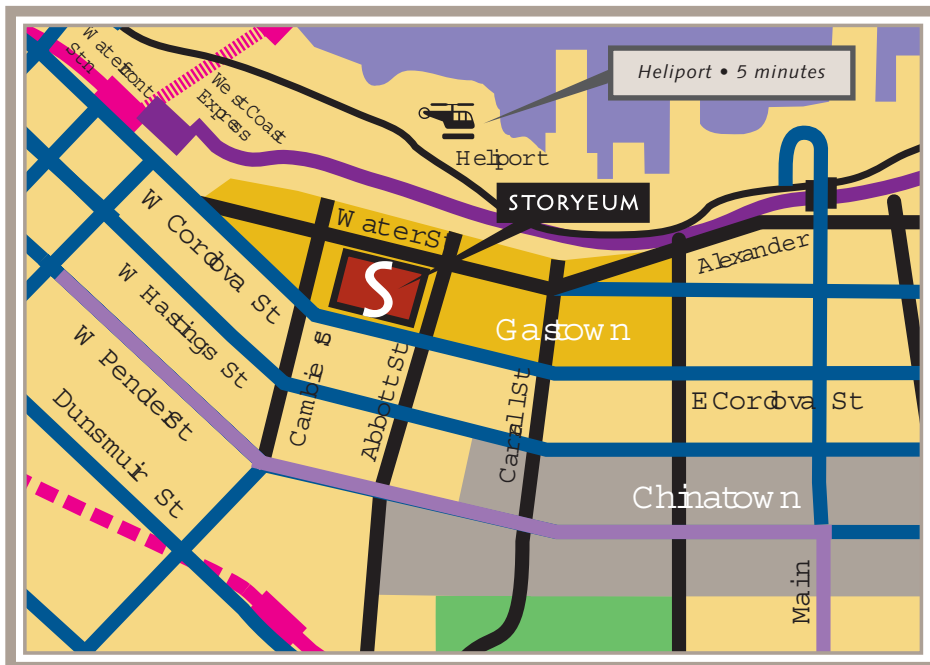 Waterfront
Stn
West Coast
Express
Heliport • 5 minutes
Heliport
STORYEUM
Water St
W Cordova St
S
Alexander
W Hastings St
Gastown
Cambie St
Abbott St
Carrall St
W Pender St
E Cordova St
Dunsmuir St
Chinatown
Main